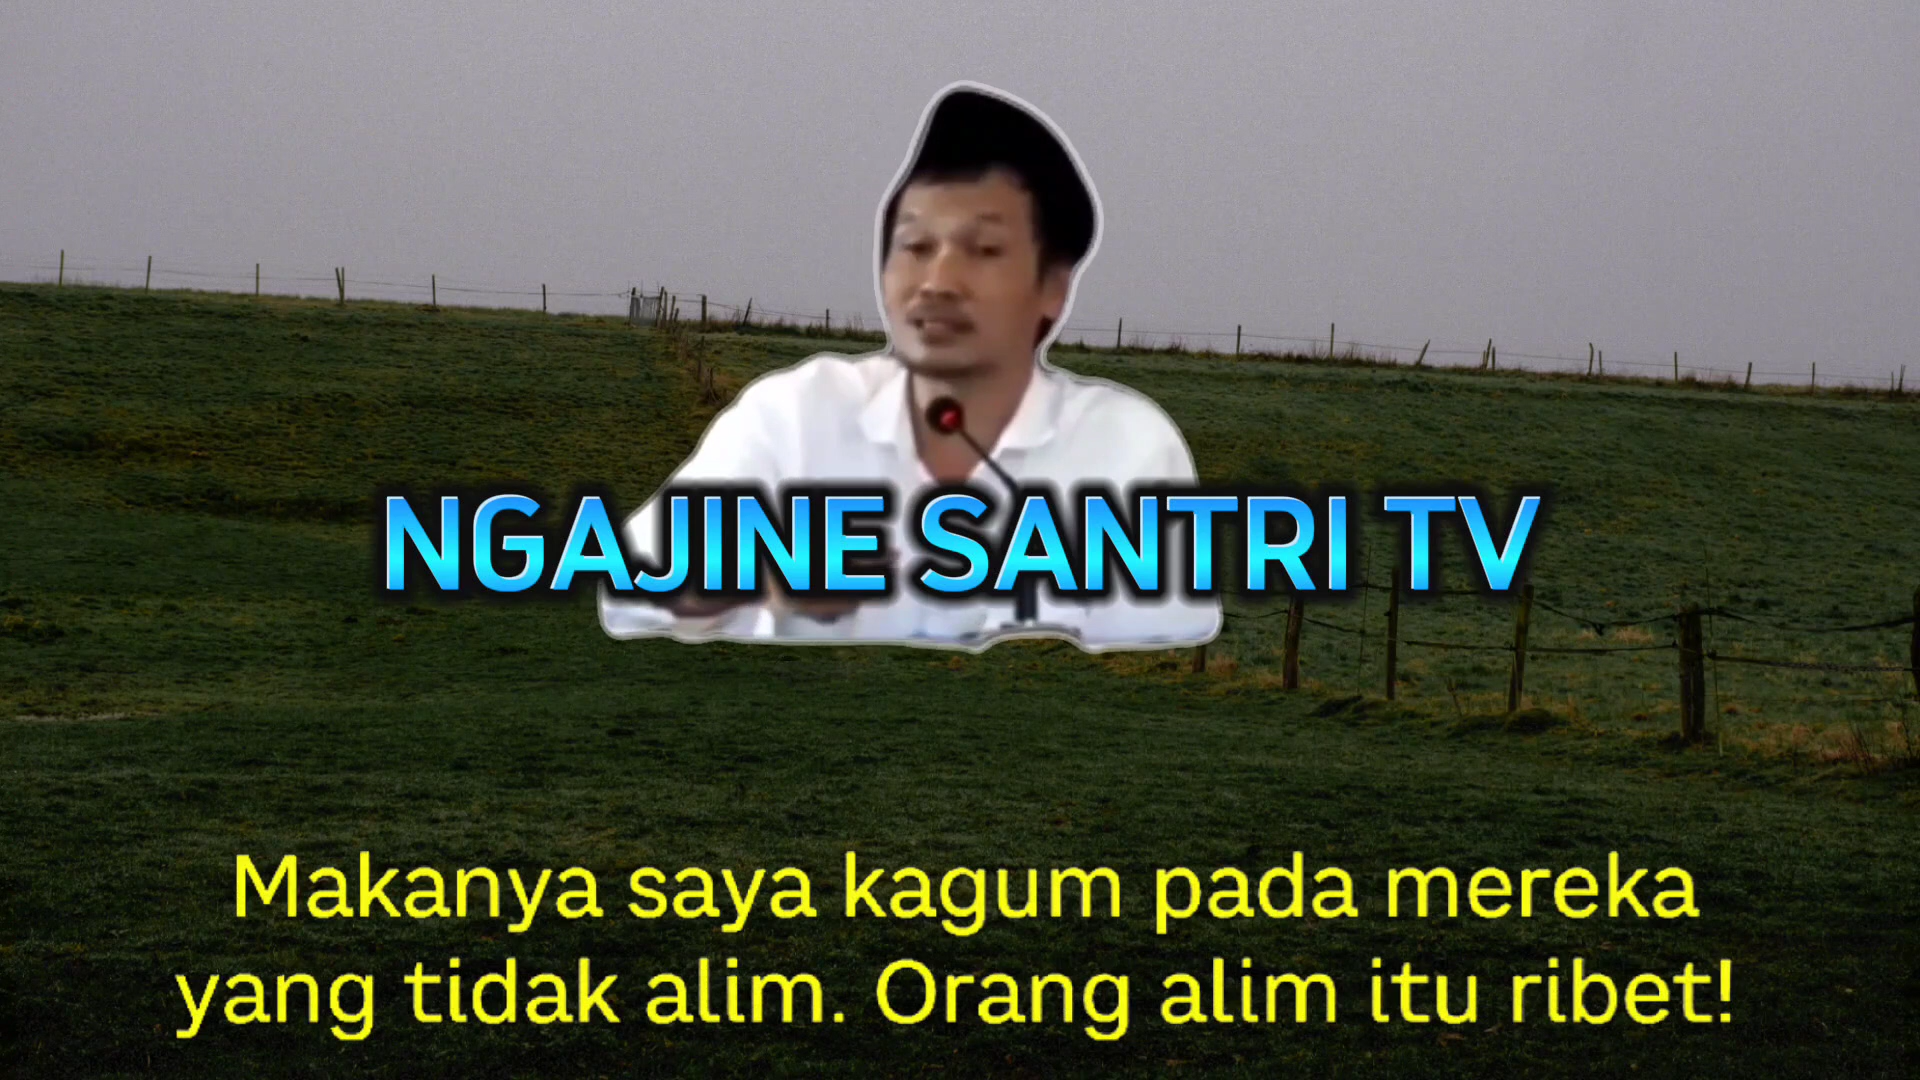 NGAJINE SANTRI TV
Makanya saya kagum pada mereka
yang tidak alim. Orang alim itu ribet!